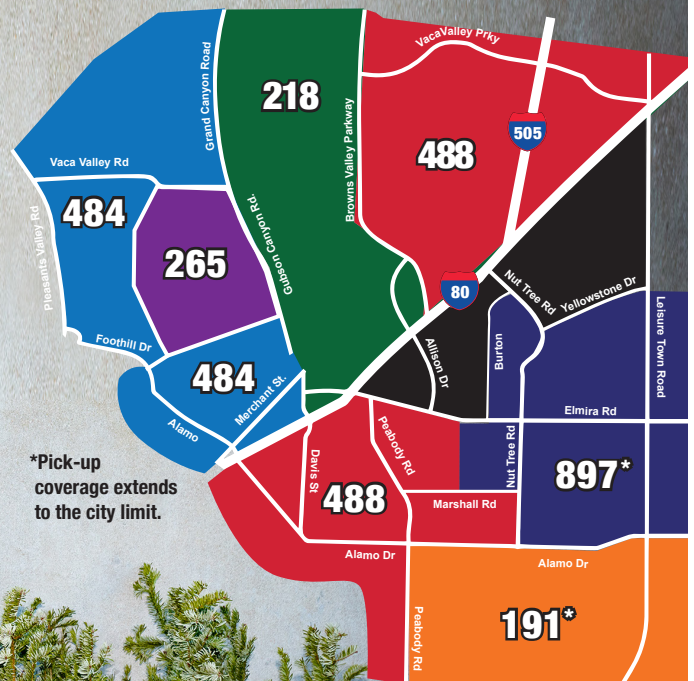 VacaValley Prky
Grand Canyon Road
218
505
488
Browns Valley Parkway
Vaca Valley Rd
484
Pleasants Valley Rd
265
Gubson Canyon Rd.
80
Nut Tree Rd
Yellowstone Dr
Leisure Town Road
Foothill Dr
Allison Dr
Burton
484
Merchant St.
Elmira Rd
Alamo
Peabody Rd
Nut Tree Rd
*Pick-up
coverage extends
to the city limit.
Davis St
488
897*
Marshall Rd
Alamo Dr
Alamo Dr
191*
Peabody Rd